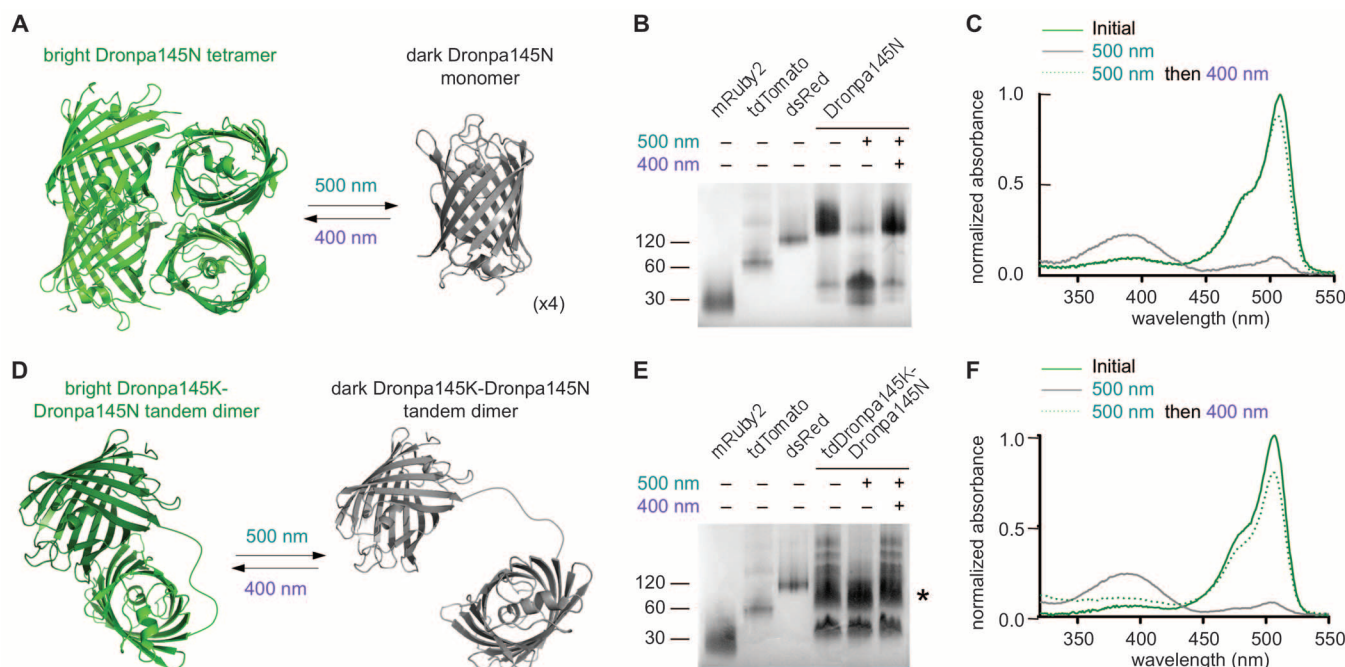 A
bright Dronpa145N tetramer
dark Dronpa145N
monomer
500 nm
400 nm
(x4)
B
mRuby2
tdTomato
dsRed
Dronpa145N
500 nm – – – – + +
400 nm – – – – – +
120
60
30
C
Initial
500 nm
500 nm then 400 nm
normalized absorbance
1.0
0.5
0.0
350 400 450 500 550
wavelength (nm)
D
bright Dronpa145K-
Dronpa145N tandem dimer
dark Dronpa145K-Dronpa145N
tandem dimer
500 nm
400 nm
E
mRuby2
tdTomato
dsRed
tdDronpa145K-
Dronpa145N
500 nm – – – – + +
400 nm – – – – – +
120
60
30
*
F
Initial
500 nm
500 nm then 400 nm
normalized absorbance
1.0
0.5
0.0
350 400 450 500 550
wavelength (nm)